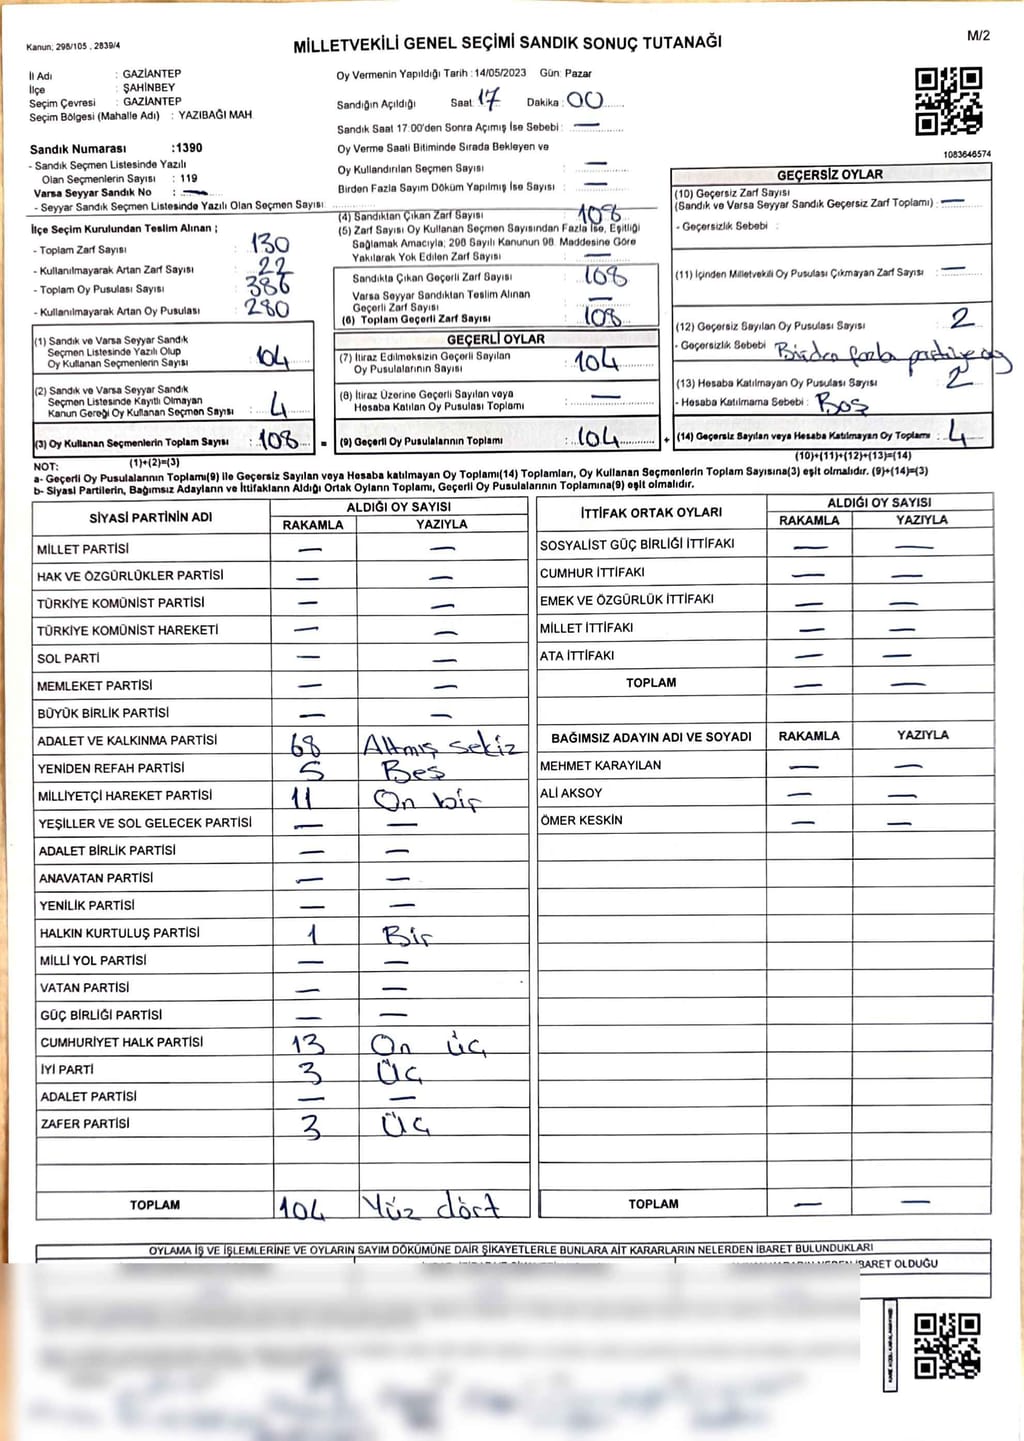 Kanun; 298/105 , 2839/4
MİLLETVEKİLİ GENEL SEÇİMİ SANDIK SONUÇ TUTANAĞI
M/2
İl Adı : GAZİANTEP
İlçe : ŞAHİNBEY
Seçim Çevresi : GAZİANTEP
Seçim Bölgesi (Mahalle Adı) : YAZIBAĞI MAH
Sandık Numarası :1390
- Sandık Seçmen Listesinde Yazılı
Olan Seçmenlerin Sayısı : 119
Varsa Seyyar Sandık No : —
- Seyyar Sandık Seçmen Listesinde Yazılı Olan Seçmen Sayısı:
İlçe Seçim Kurulundan Teslim Alınan ;
- Toplam Zarf Sayısı : 130
- Kullanılmayarak Artan Zarf Sayısı : 22
- Toplam Oy Pusulası Sayısı : 386
- Kullanılmayarak Artan Oy Pusulası : 280
(1) Sandık ve Varsa Seyyar Sandık
Seçmen Listesinde Yazılı Olup
Oy Kullanan Seçmenlerin Sayısı : 104
(2) Sandık ve Varsa Seyyar Sandık
Seçmen Listesinde Kayıtlı Olmayan
Kanun Gereği Oy Kullanan Seçmen Sayısı : 4
(3) Oy Kullanan Seçmenlerin Toplam Sayısı : 108
(1)+(2)=(3)
Oy Vermenin Yapıldığı Tarih : 14/05/2023 Gün: Pazar
Sandığın Açıldığı Saat : 17 Dakika : 00
Sandık Saat 17:00'den Sonra Açımış İse Sebebi : —
Oy Verme Saati Bitiminde Sırada Bekleyen ve
Oy Kullandırılan Seçmen Sayısı : —
Birden Fazla Sayım Döküm Yapılmış İse Sayısı : —
(4) Sandıktan Çıkan Zarf Sayısı : 108
(5) Zarf Sayısı Oy Kullanan Seçmen Sayısından Fazla İse, Eşitliği
Sağlamak Amacıyla; 298 Sayılı Kanunun 98. Maddesine Göre
Yakılarak Yok Edilen Zarf Sayısı : —
Sandıkta Çıkan Geçerli Zarf Sayısı : 108
Varsa Seyyar Sandıktan Teslim Alınan
Geçerli Zarf Sayısı : —
(6) Toplam Geçerli Zarf Sayısı : 108
GEÇERLİ OYLAR
(7) İtiraz Edilmeksizin Geçerli Sayılan
Oy Pusulalarının Sayısı : 104
(8) İtiraz Üzerine Geçerli Sayılan veya
Hesaba Katılan Oy Pusulası Toplamı : —
= (9) Geçerli Oy Pusulalarının Toplamı : 104
1083646574
GEÇERSİZ OYLAR
(10) Geçersiz Zarf Sayısı
(Sandık ve Varsa Seyyar Sandık Geçersiz Zarf Toplamı) : —
- Geçersizlik Sebebi :
(11) İçinden Milletvekili Oy Pusulası Çıkmayan Zarf Sayısı : —
(12) Geçersiz Sayılan Oy Pusulası Sayısı : 2
- Geçersizlik Sebebi : Birden fazla partiye oy
(13) Hesaba Katılmayan Oy Pusulası Sayısı : 2
- Hesaba Katılmama Sebebi : Boş
+ (14) Geçersiz Sayılan veya Hesaba Katılmayan Oy Toplamı : 4
(10)+(11)+(12)+(13)=(14)
NOT:
a- Geçerli Oy Pusulalarının Toplamı(9) ile Geçersiz Sayılan veya Hesaba katılmayan Oy Toplamı(14) Toplamları, Oy Kullanan Seçmenlerin Toplam Sayısına(3) eşit olmalıdır. (9)+(14)=(3)
b- Siyasi Partilerin, Bağımsız Adayların ve İttifakların Aldığı Ortak Oyların Toplamı, Geçerli Oy Pusulalarının Toplamına(9) eşit olmalıdır.
SİYASİ PARTİNİN ADI ALDIĞI OY SAYISI
RAKAMLA YAZIYLA
MİLLET PARTİSİ — —
HAK VE ÖZGÜRLÜKLER PARTİSİ — —
TÜRKİYE KOMÜNİST PARTİSİ — —
TÜRKİYE KOMÜNİST HAREKETİ — —
SOL PARTİ — —
MEMLEKET PARTİSİ — —
BÜYÜK BİRLİK PARTİSİ — —
ADALET VE KALKINMA PARTİSİ 68 Altmış sekiz
YENİDEN REFAH PARTİSİ 5 Beş
MİLLİYETÇİ HAREKET PARTİSİ 11 On bir
YEŞİLLER VE SOL GELECEK PARTİSİ — —
ADALET BİRLİK PARTİSİ — —
ANAVATAN PARTİSİ — —
YENİLİK PARTİSİ — —
HALKIN KURTULUŞ PARTİSİ 1 Bir
MİLLİ YOL PARTİSİ — —
VATAN PARTİSİ — —
GÜÇ BİRLİĞİ PARTİSİ — —
CUMHURİYET HALK PARTİSİ 13 On üç
İYİ PARTİ 3 Üç
ADALET PARTİSİ — —
ZAFER PARTİSİ 3 Üç
TOPLAM 104 Yüz dört
İTTİFAK ORTAK OYLARI ALDIĞI OY SAYISI
RAKAMLA YAZIYLA
SOSYALİST GÜÇ BİRLİĞİ İTTİFAKI — —
CUMHUR İTTİFAKI — —
EMEK VE ÖZGÜRLÜK İTTİFAKI — —
MİLLET İTTİFAKI — —
ATA İTTİFAKI — —
TOPLAM — —
BAĞIMSIZ ADAYIN ADI VE SOYADI RAKAMLA YAZIYLA
MEHMET KARAYILAN — —
ALİ AKSOY — —
ÖMER KESKİN — —
TOPLAM — —
OYLAMA İŞ VE İŞLEMLERİNE VE OYLARIN SAYIM DÖKÜMÜNE DAİR ŞİKAYETLERLE BUNLARA AİT KARARLARIN NELERDEN İBARET BULUNDUKLARI
İBARET OLDUĞU